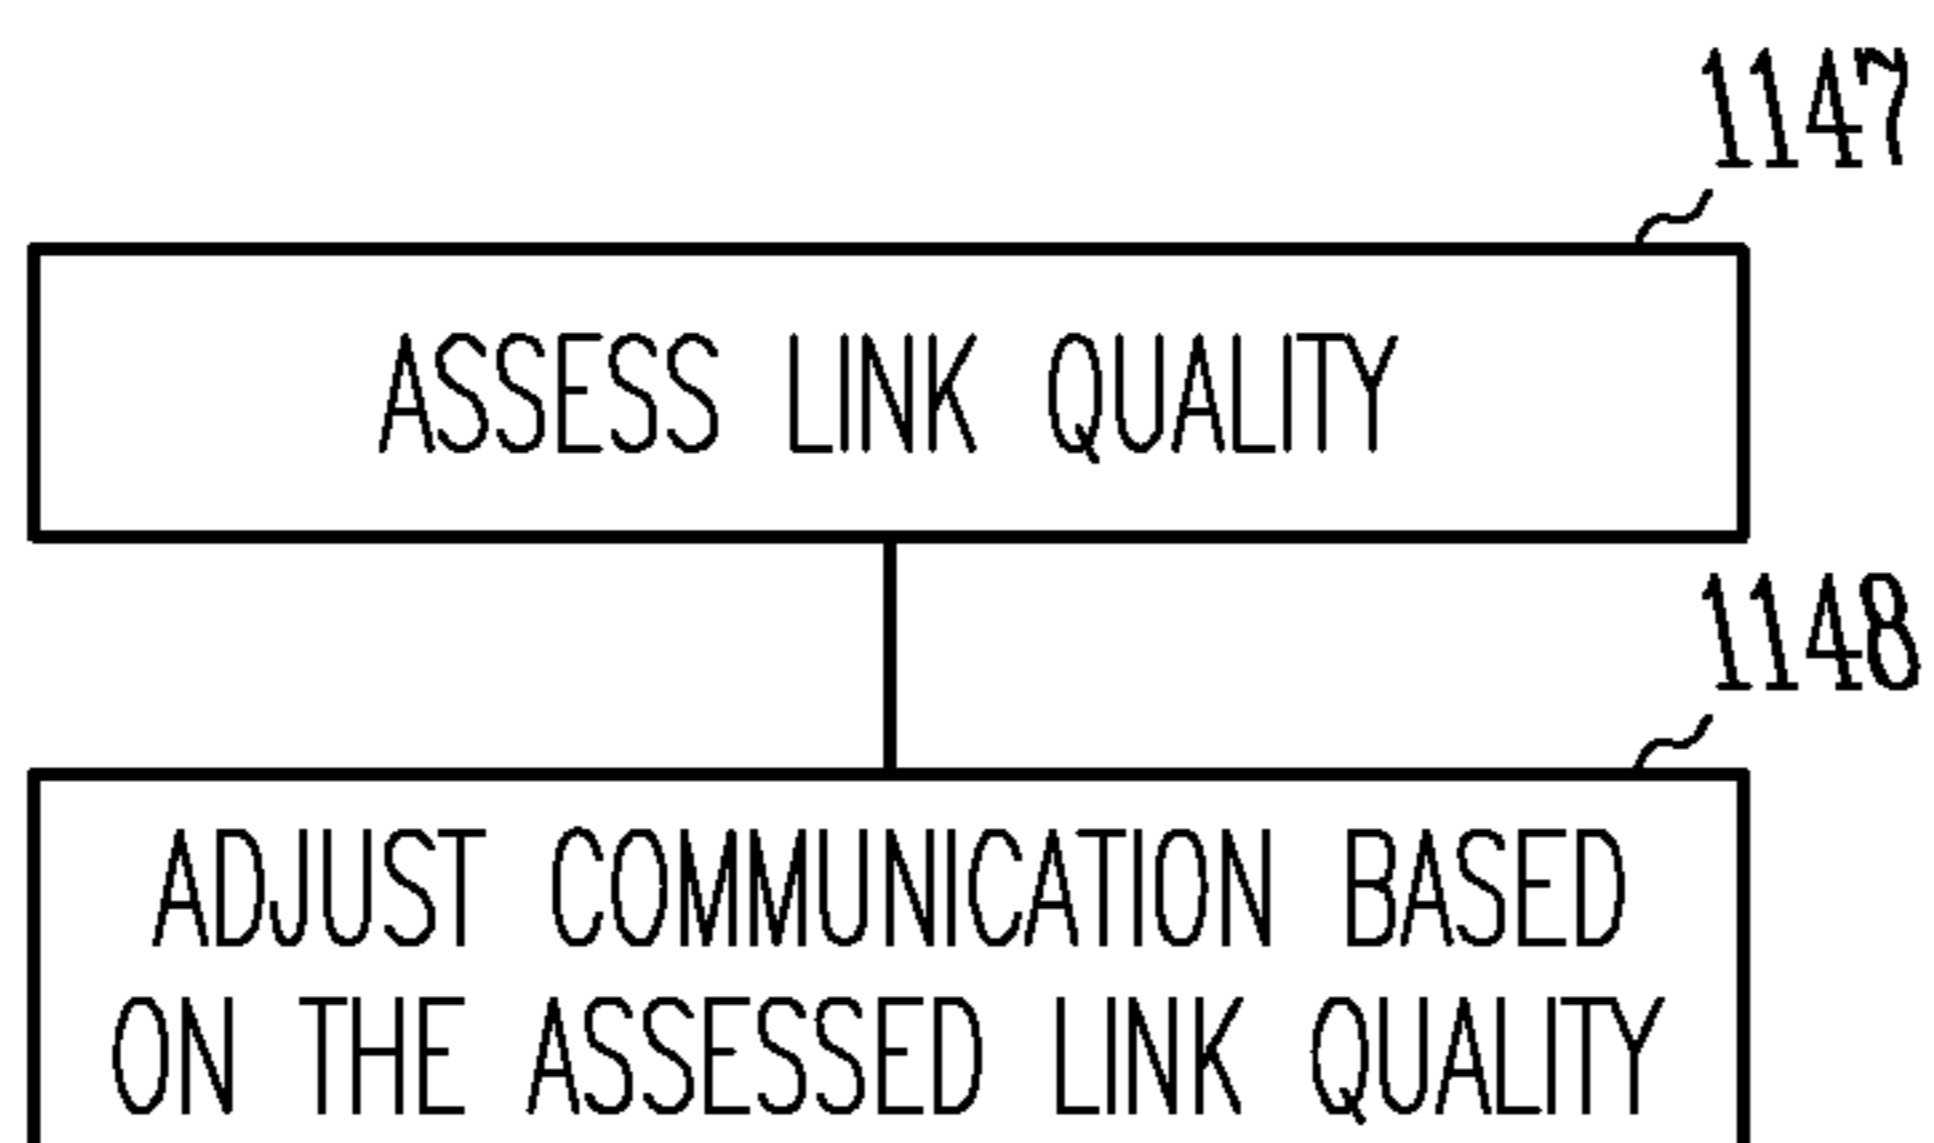 1147
ASSESS LINK QUALITY
1148
ADJUST COMMUNICATION BASED
ON THE ASSESSED LINK QUALITY